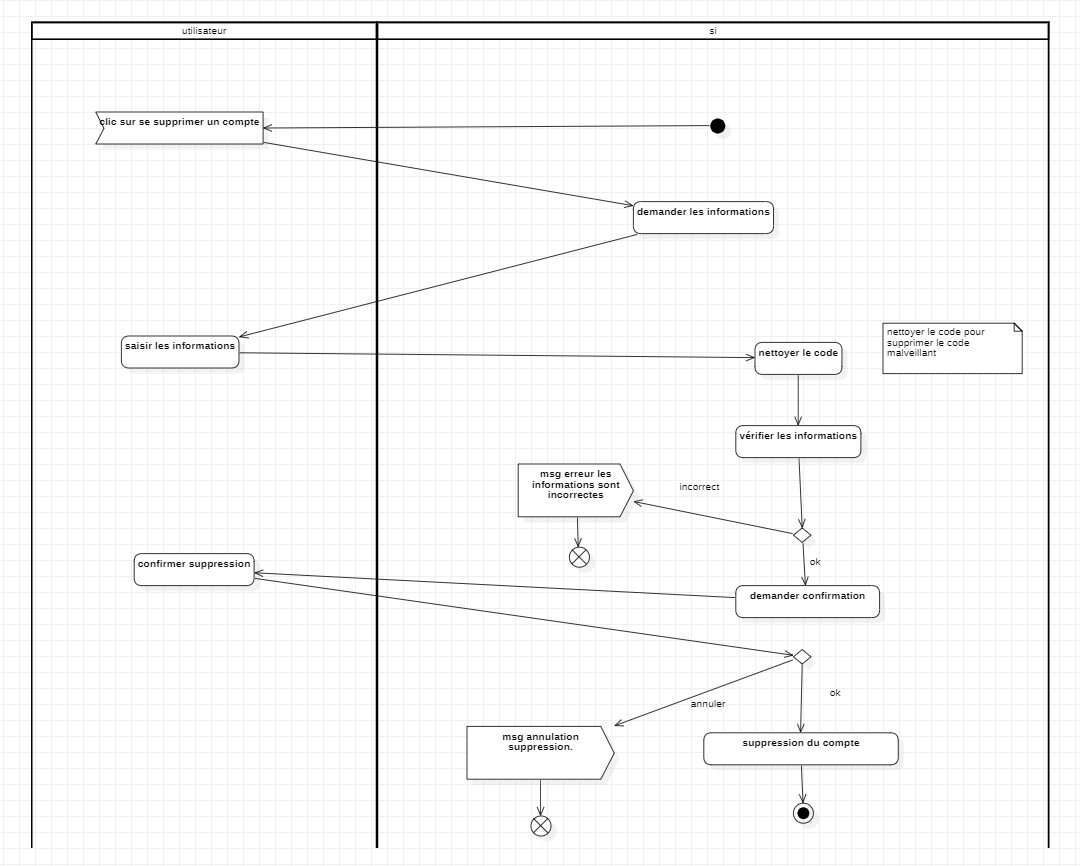 utilisateur
si
clic sur se supprimer un compte
demander les informations
saisir les informations
nettoyer le code
nettoyer le code pour
supprimer le code
malveillant
vérifier les informations
msg erreur les
informations sont
incorrectes
incorrect
ok
confirmer suppression
demander confirmation
annuler
ok
msg annulation
suppression.
suppression du compte